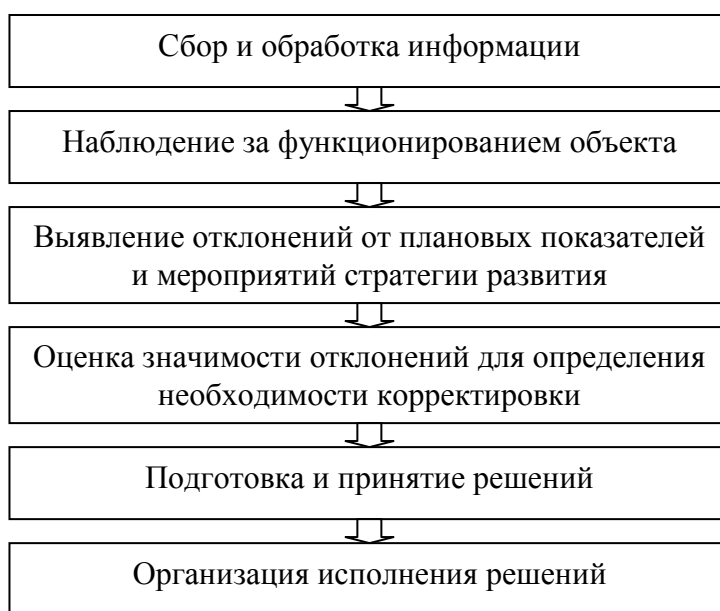 Сбор и обработка информации
Наблюдение за функционированием объекта
Выявление отклонений от плановых показателей
и мероприятий стратегии развития
Оценка значимости отклонений для определения
необходимости корректировки
Подготовка и принятие решений
Организация исполнения решений